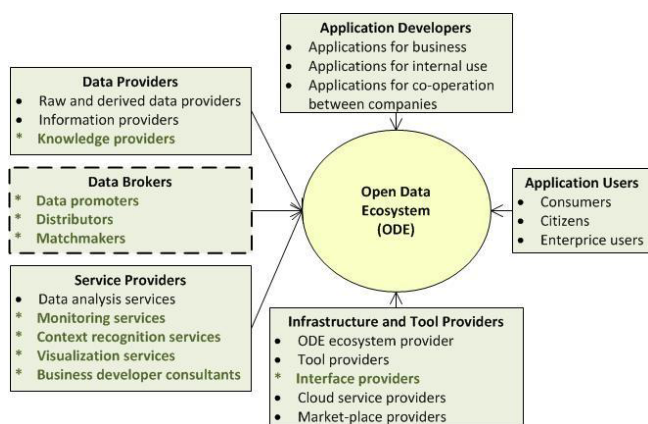 Application Developers
• Applications for business
• Applications for internal use
• Applications for co-operation
between companies
Data Providers
• Raw and derived data providers
• Information providers
* Knowledge providers
Data Brokers
* Data promoters
* Distributors
* Matchmakers
Service Providers
• Data analysis services
* Monitoring services
* Context recognition services
* Visualization services
* Business developer consultants
Open Data
Ecosystem
(ODE)
Application Users
• Consumers
• Citizens
• Enterprice users
Infrastructure and Tool Providers
• ODE ecosystem provider
• Tool providers
* Interface providers
• Cloud service providers
• Market-place providers